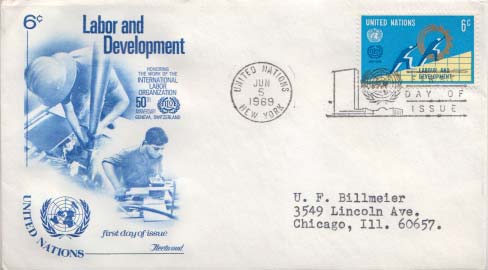 6¢
Labor and
Development
HONORING
THE WORK OF THE
INTERNATIONAL
LABOR
ORGANIZATION
50TH
ANNIVERSARY
GENEVA, SWITZERLAND
UNITED NATIONS
first day of issue
Fleetwood
UNITED NATIONS
JUN
5
1969
NEW YORK
UNITED NATIONS 6c
LABOUR AND
DEVELOPMENT
DAY OF
ISSUE
U. F. Billmeier
3549 Lincoln Ave.
Chicago, Ill. 60657.